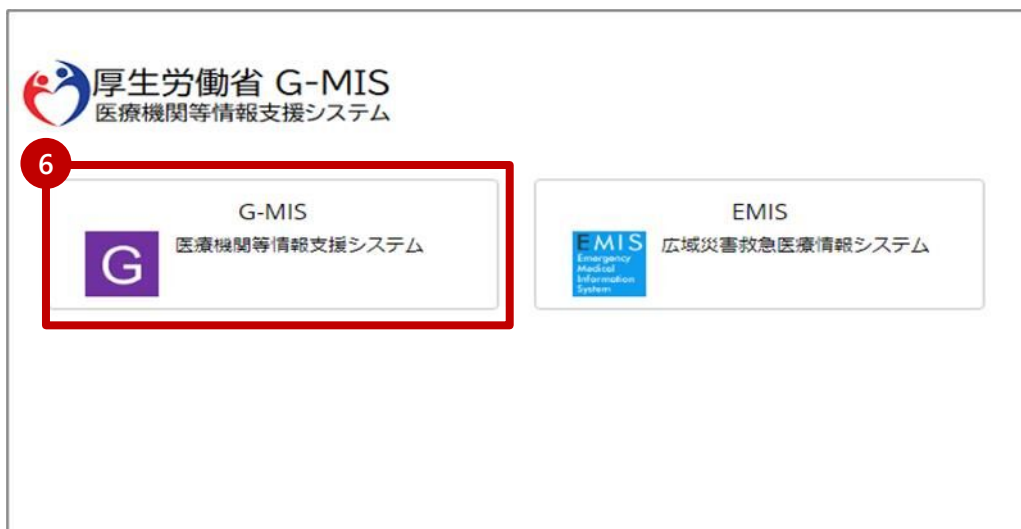 厚生労働省 G-MIS
医療機関等情報支援システム
6
G-MIS
G
医療機関等情報支援システム
EMIS
EMIS
Emergency
Medical
Information
System
広域災害救急医療情報システム